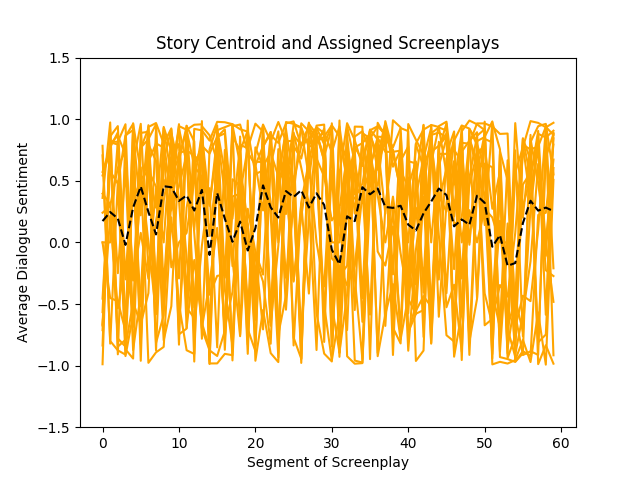 Story Centroid and Assigned Screenplays
1.5
1.0
0.5
0.0
−0.5
−1.0
−1.5
Average Dialogue Sentiment
0 10 20 30 40 50 60
Segment of Screenplay